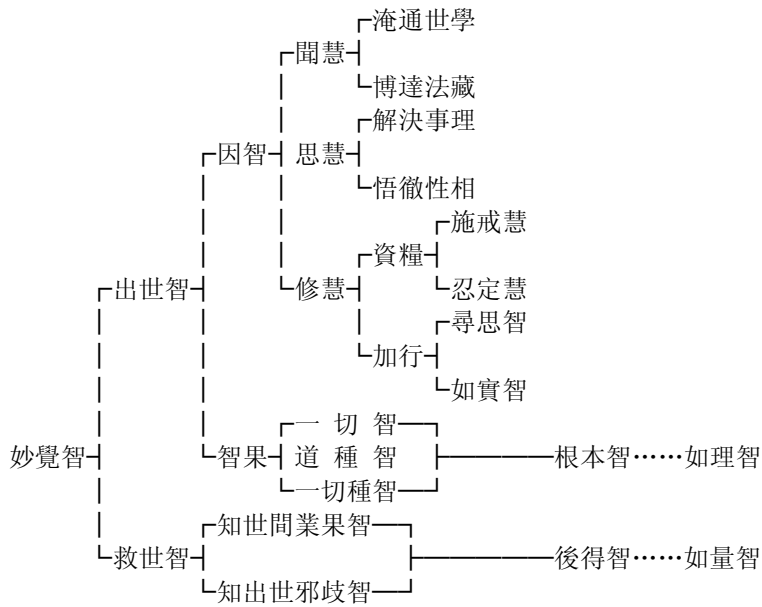 淹通世學
聞慧
博達法藏
解決事理
因智 思慧
悟徹性相
施戒慧
資糧
出世智 修慧 忍定慧
尋思智
加行
如實智
一切智
妙覺智 智果 道種智 根本智……如理智
一切種智
知世間業果智
救世智 後得智……如量智
知出世邪歧智